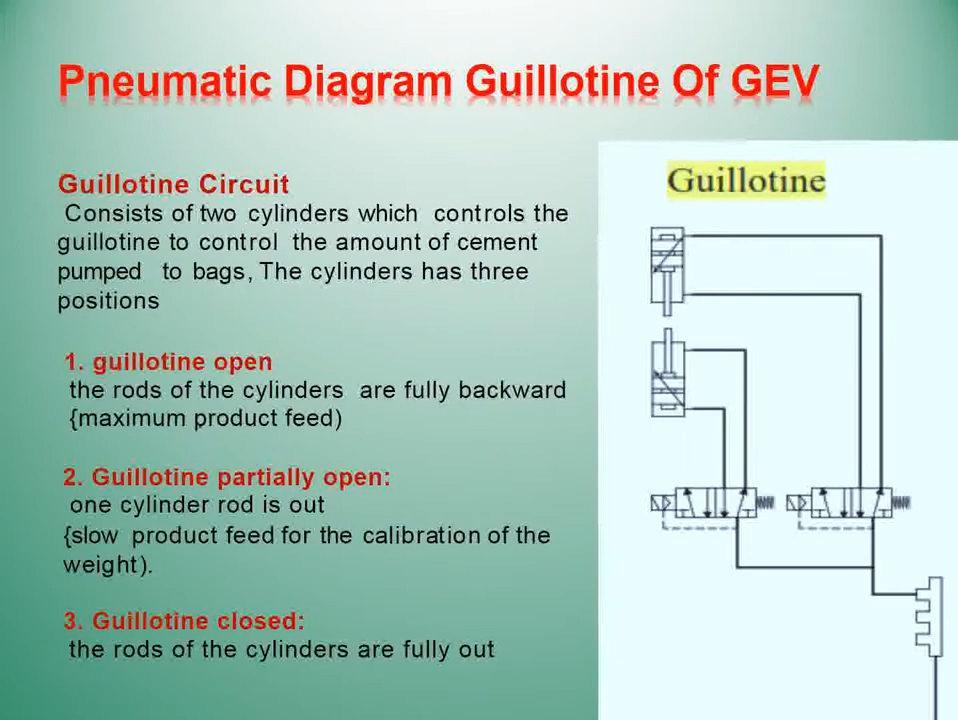 Pneumatic Diagram Guillotine Of GEV
Guillotine Circuit
Consists of two cylinders which controls the
guillotine to control the amount of cement
pumped to bags, The cylinders has three
positions
1. guillotine open
the rods of the cylinders are fully backward
{maximum product feed)
2. Guillotine partially open:
one cylinder rod is out
{slow product feed for the calibration of the
weight).
3. Guillotine closed:
the rods of the cylinders are fully out
Guillotine